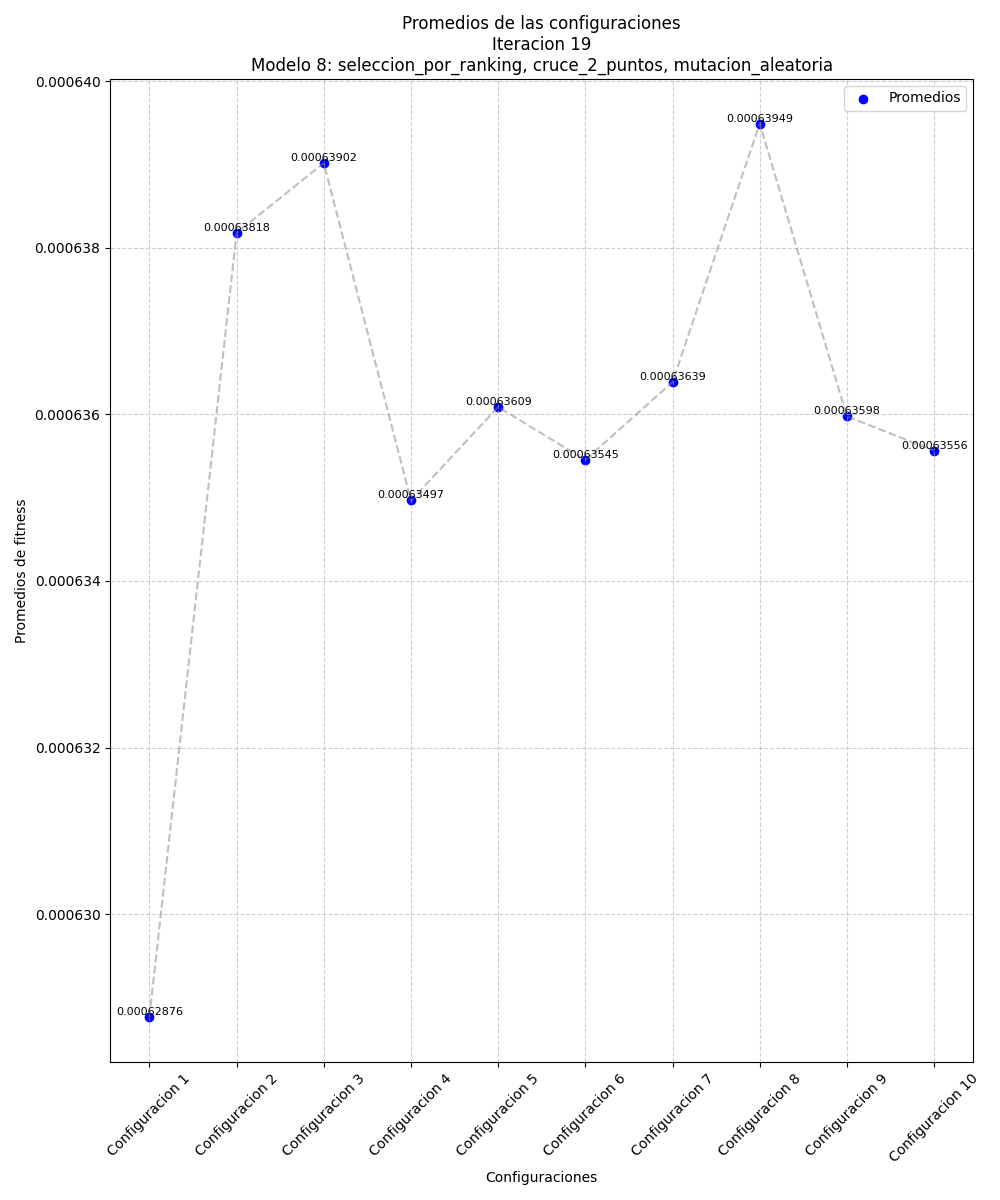 Promedios de las configuraciones
Iteracion 19
Modelo 8: seleccion_por_ranking, cruce_2_puntos, mutacion_aleatoria
Promedios
0.000640
0.000638
0.000636
0.000634
0.000632
0.000630
Promedios de fitness
0.00062876
0.00063818
0.00063902
0.00063497
0.00063609
0.00063545
0.00063639
0.00063949
0.00063598
0.00063556
Configuracion 1
Configuracion 2
Configuracion 3
Configuracion 4
Configuracion 5
Configuracion 6
Configuracion 7
Configuracion 8
Configuracion 9
Configuracion 10
Configuraciones